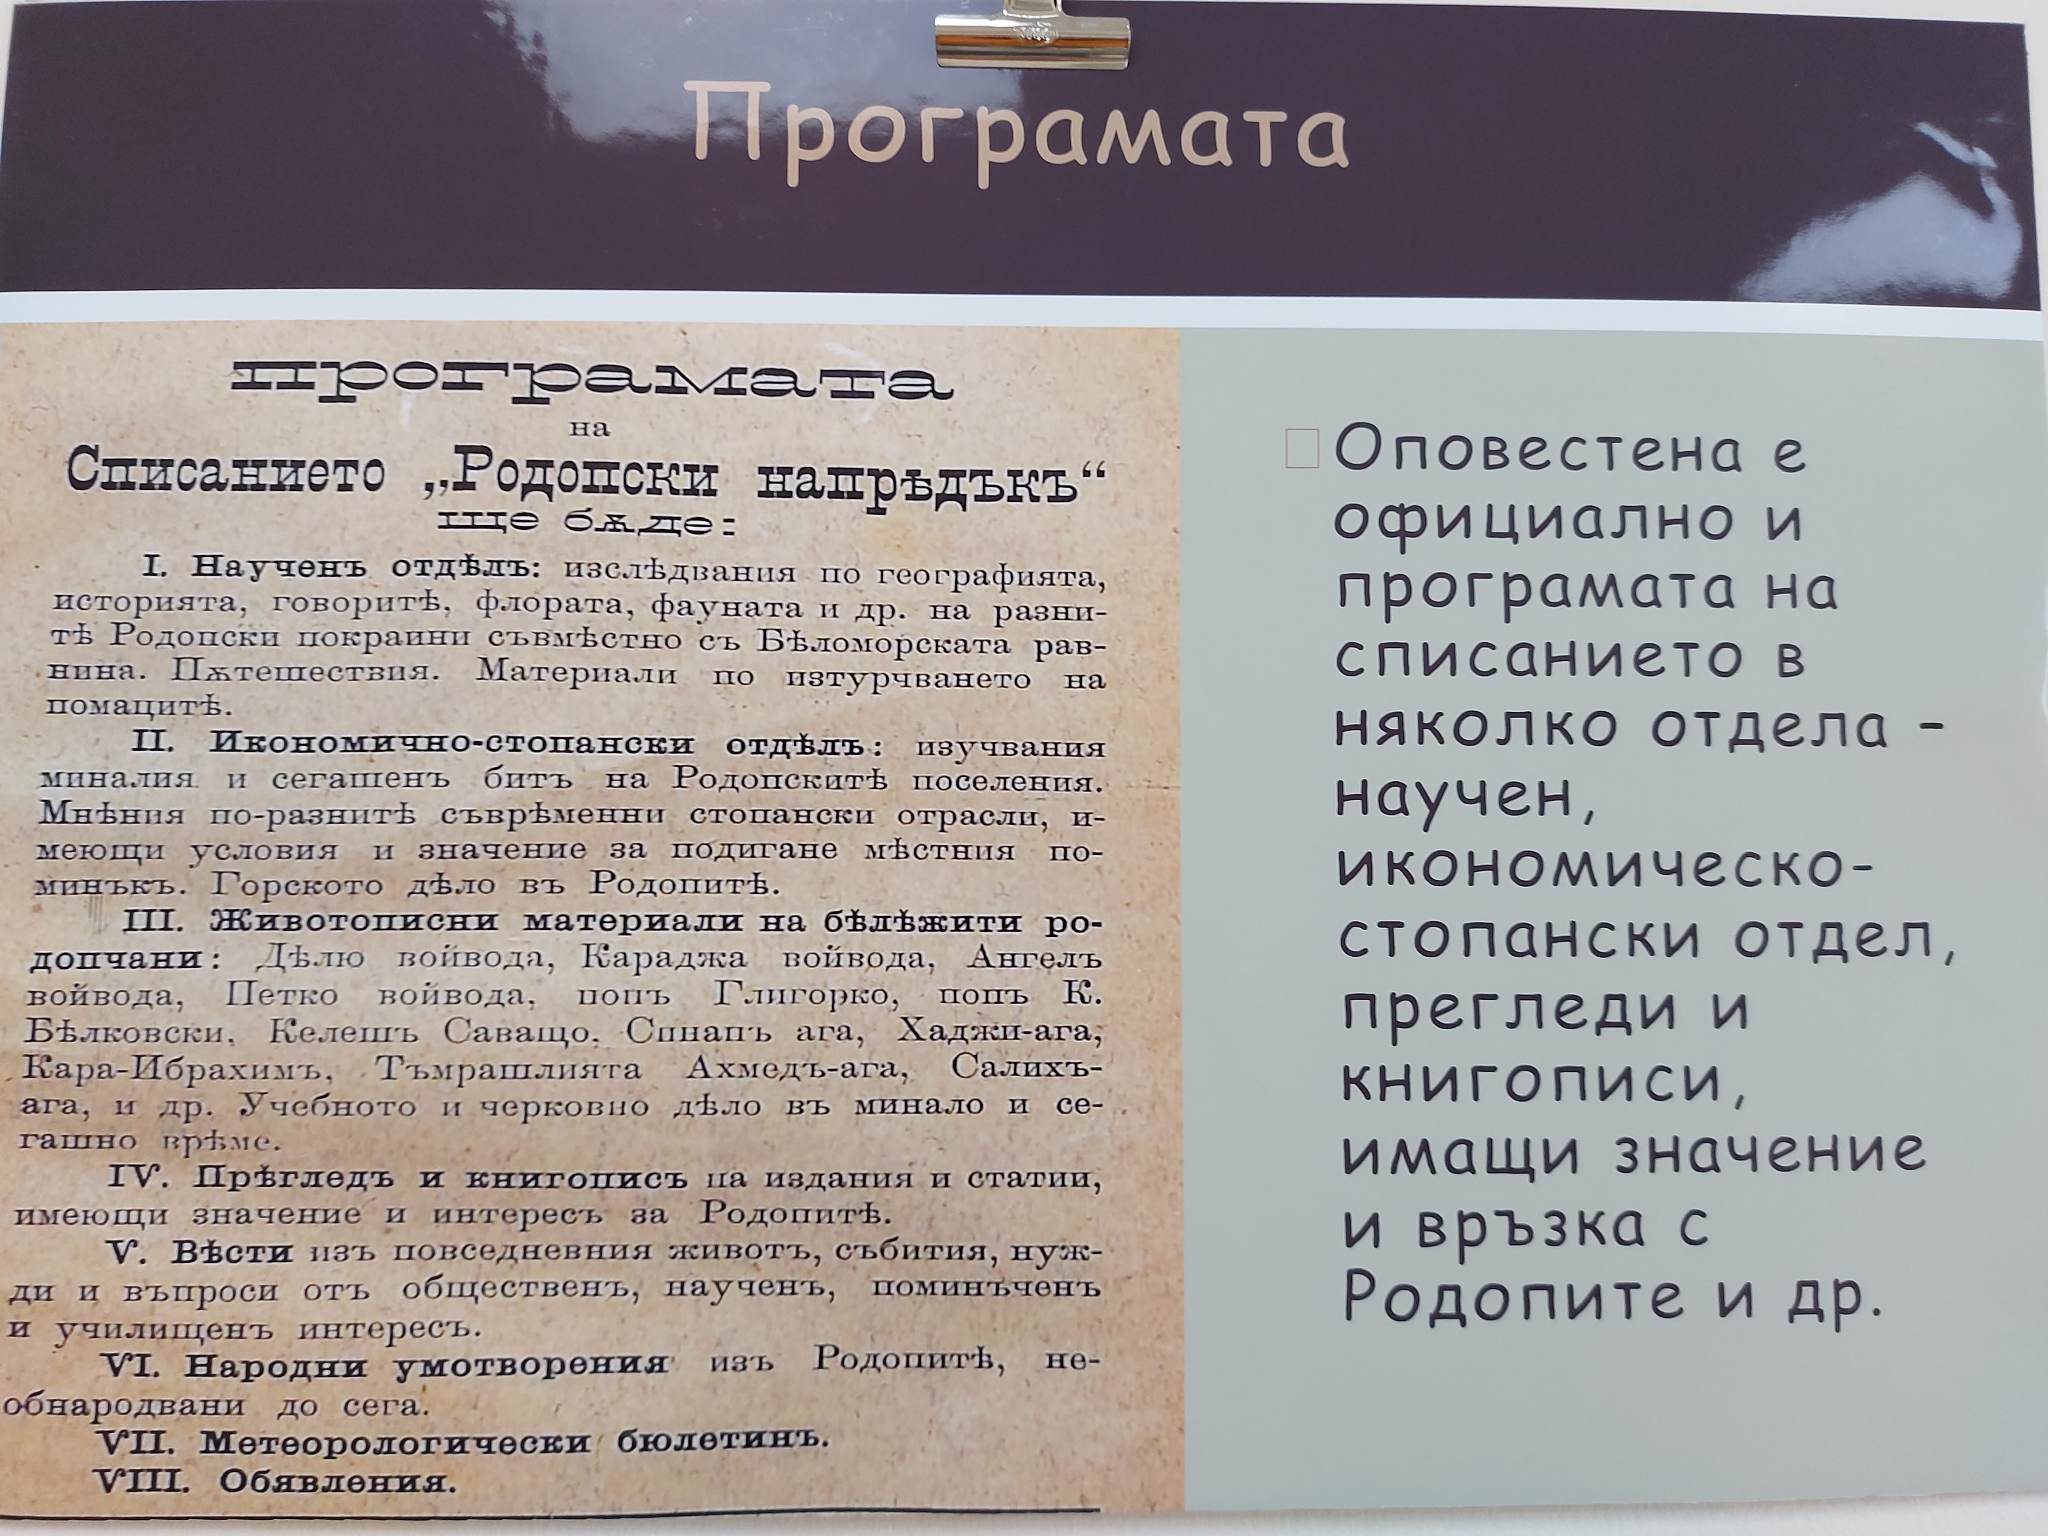 Програмата
програмата
на
Списанието „Родопски напрѣдъкъ“
ще бѫде:
I. Наученъ отдѣлъ: изслѣдвания по географията,
историята, говоритѣ, флората, фауната и др. на разни-
тѣ Родопски покраини съвмѣстно съ Бѣломорската рав-
нина. Пѫтешествия. Материали по изтурчването на
помацитѣ.
II. Икономично-стопански отдѣлъ: изучвания
миналия и сегашенъ битъ на Родопскитѣ поселения.
Мнѣния по-разнитѣ съврѣменни стопански отрасли, и-
меющи условия и значение за подигане мѣстния по-
минъкъ. Горското дѣло въ Родопитѣ.
III. Животописни материали на бѣлѣжити ро-
допчани: Дѣлю войвода, Караджа войвода, Ангелъ
войвода, Петко войвода, попъ Глигорко, попъ К.
Бѣлковски, Келешъ Саващо, Синапъ ага, Хаджи-ага,
Кара-Ибрахимъ, Тъмрашлията Ахмедъ-ага, Салихъ-
ага, и др. Учебното и черковно дѣло въ минало и се-
гашно врѣме.
IV. Прѣгледъ и книгописъ на издания и статии,
имеющи значение и интересъ за Родопитѣ.
V. Вѣсти изъ повседневния животъ, събития, нуж-
ди и въпроси отъ общественъ, наученъ, поминъченъ
и училищенъ интересъ.
VI. Народни умотворения изъ Родопитѣ, не-
обнародвани до сега.
VII. Метеорологически бюлетинъ.
VIII. Обявления.
Оповестена е
официално и
програмата на
списанието в
няколко отдела –
научен,
икономическо-
стопански отдел,
прегледи и
книгописи,
имащи значение
и връзка с
Родопите и др.